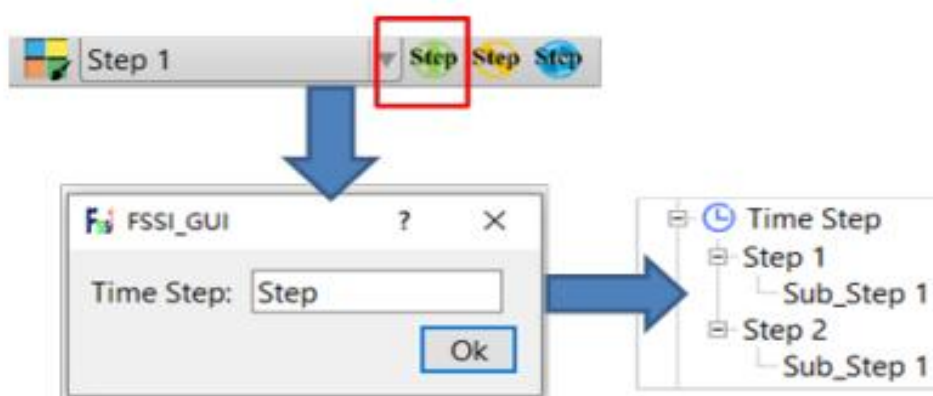 Step 1
Step Step Step
FSSI_GUI ? ×
Time Step: Step
Ok
Time Step
Step 1
Sub_Step 1
Step 2
Sub_Step 1